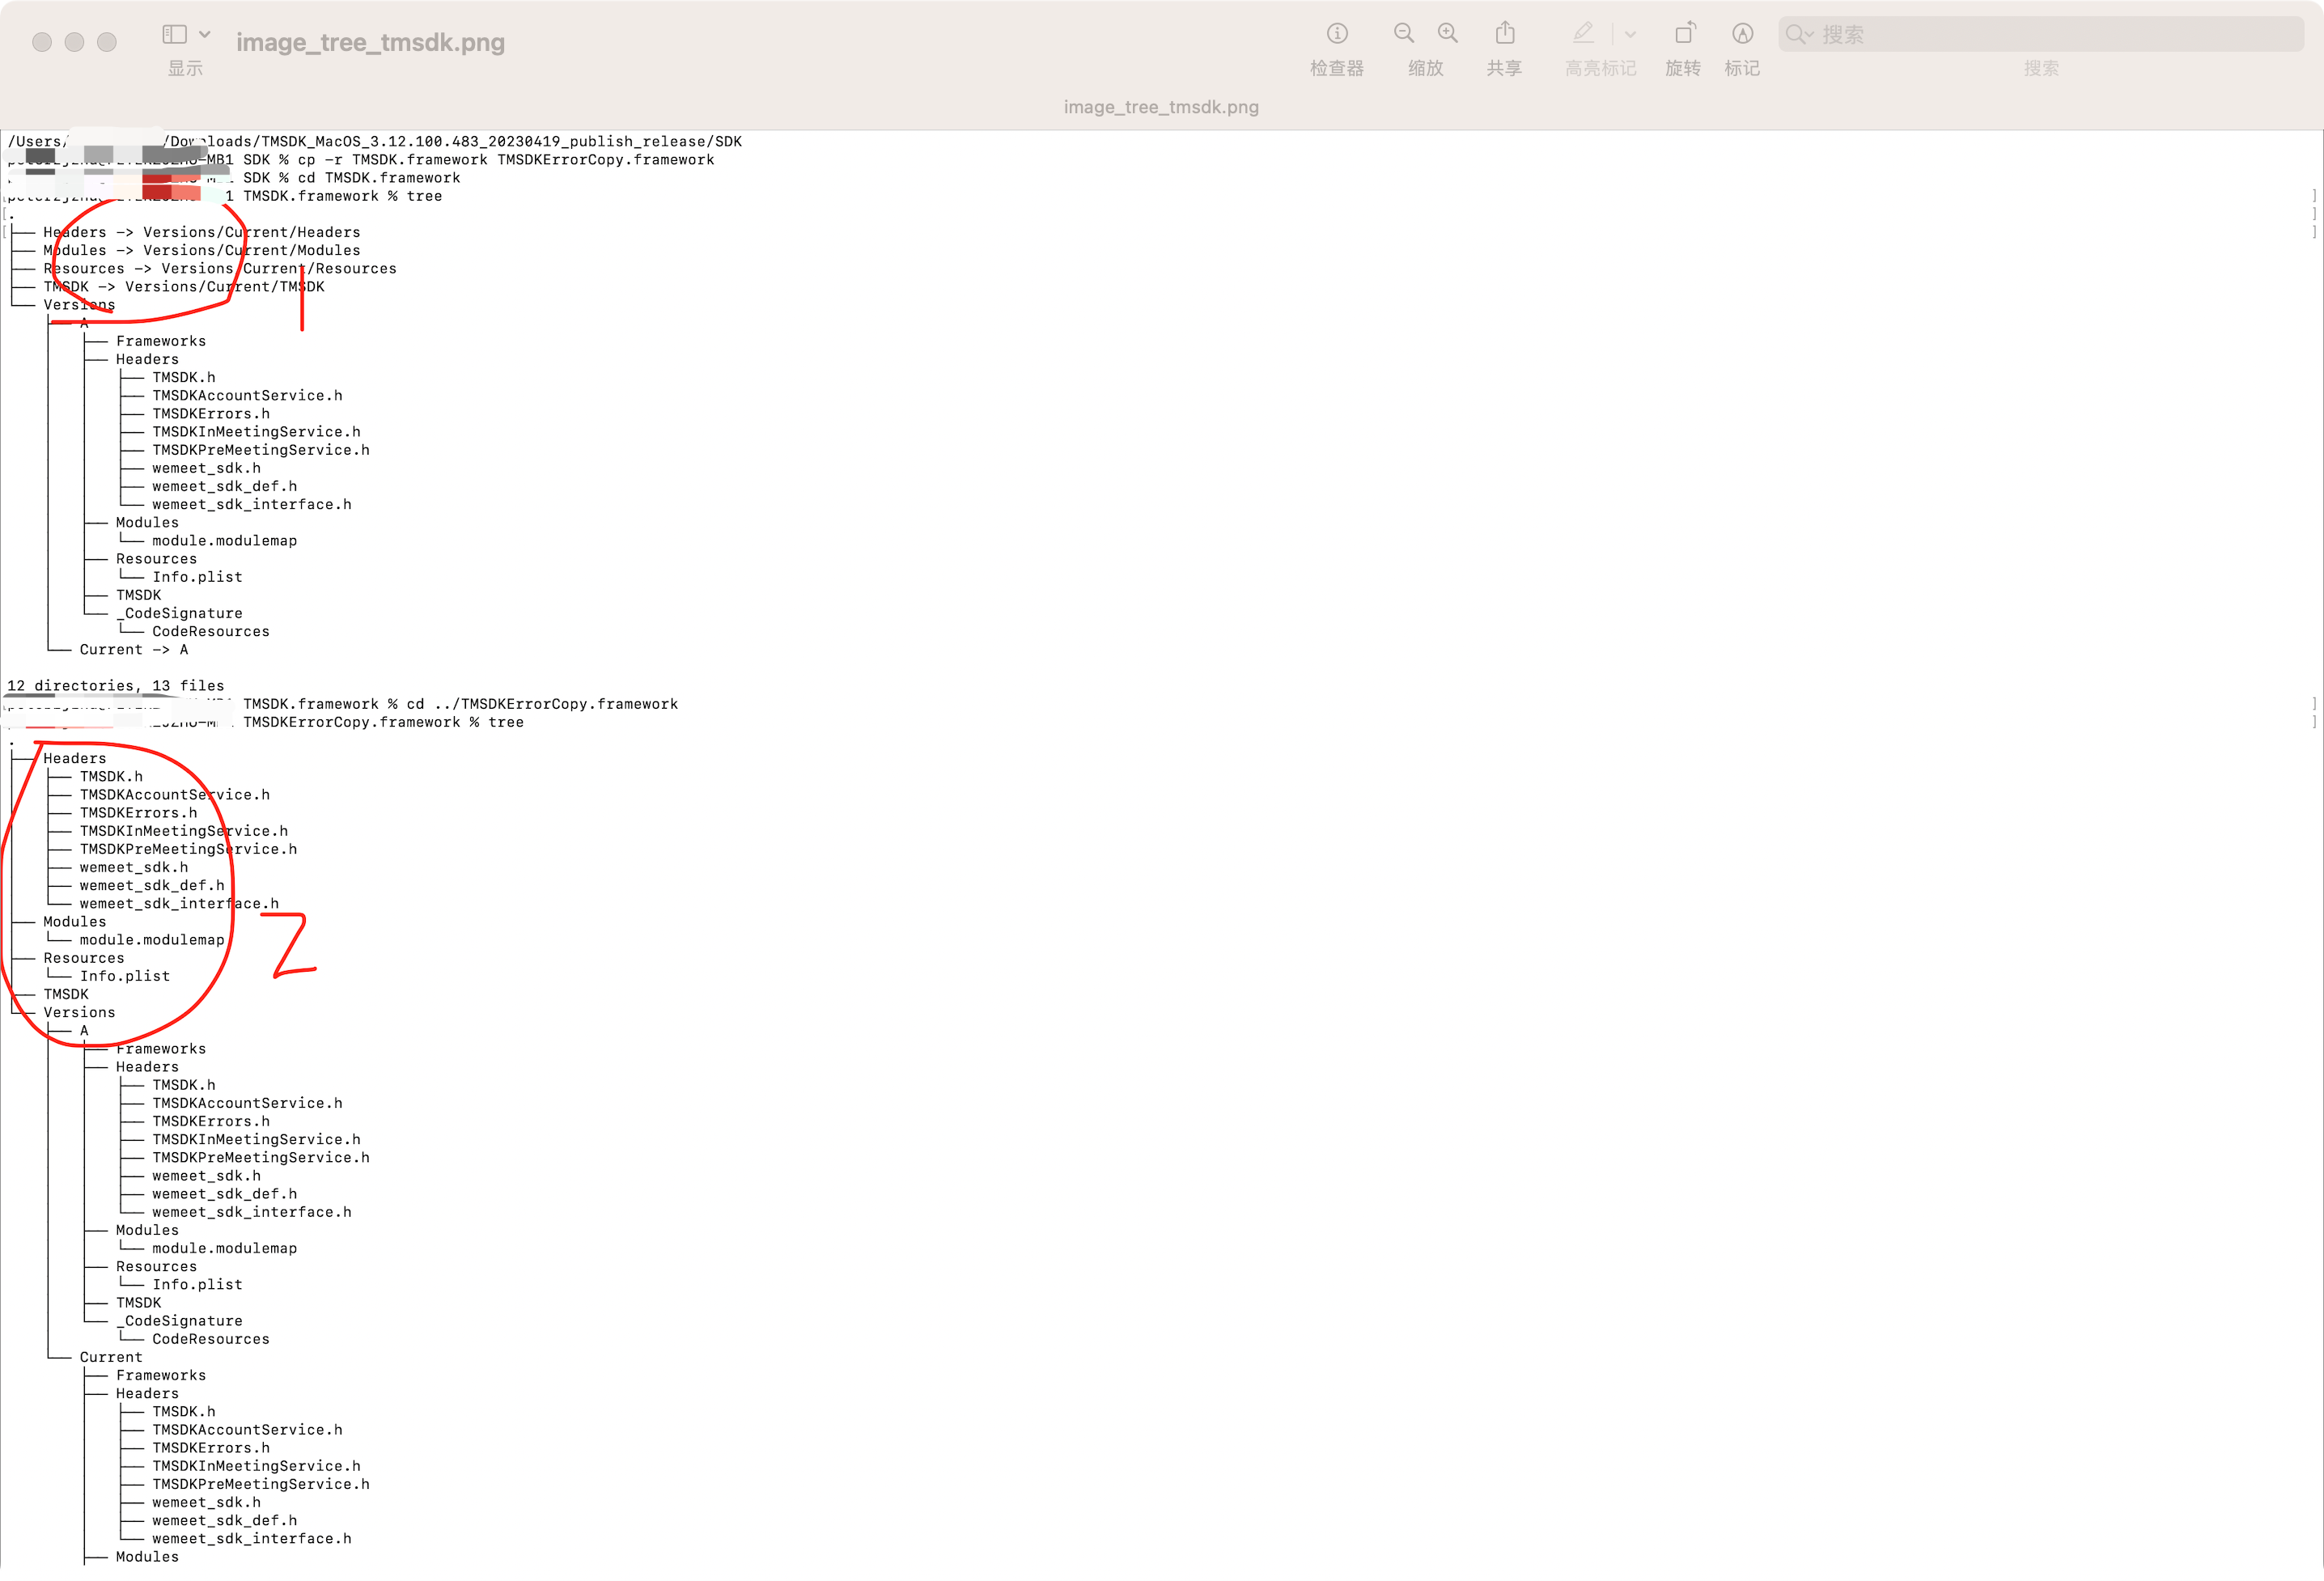 image_tree_tmsdk.png
显示
检查器
缩放
共享
高亮标记
旋转
标记
搜索
搜索
image_tree_tmsdk.png
/Users/ /Downloads/TMSDK_MacOS_3.12.100.483_20230419_publish_release/SDK
-MB1 SDK % cp -r TMSDK.framework TMSDKErrorCopy.framework
SDK % cd TMSDK.framework
1 TMSDK.framework % tree
.
├── Headers -> Versions/Current/Headers
├── Modules -> Versions/Current/Modules
├── Resources -> Versions/Current/Resources
├── TMSDK -> Versions/Current/TMSDK
└── Versions
    ├── A
    │   ├── Frameworks
    │   ├── Headers
    │   │   ├── TMSDK.h
    │   │   ├── TMSDKAccountService.h
    │   │   ├── TMSDKErrors.h
    │   │   ├── TMSDKInMeetingService.h
    │   │   ├── TMSDKPreMeetingService.h
    │   │   ├── wemeet_sdk.h
    │   │   ├── wemeet_sdk_def.h
    │   │   └── wemeet_sdk_interface.h
    │   ├── Modules
    │   │   └── module.modulemap
    │   ├── Resources
    │   │   └── Info.plist
    │   ├── TMSDK
    │   └── _CodeSignature
    │       └── CodeResources
    └── Current -> A
1
12 directories, 13 files
TMSDK.framework % cd ../TMSDKErrorCopy.framework
TMSDKErrorCopy.framework % tree
.
├── Headers
│   ├── TMSDK.h
│   ├── TMSDKAccountService.h
│   ├── TMSDKErrors.h
│   ├── TMSDKInMeetingService.h
│   ├── TMSDKPreMeetingService.h
│   ├── wemeet_sdk.h
│   ├── wemeet_sdk_def.h
│   └── wemeet_sdk_interface.h
├── Modules
│   └── module.modulemap
├── Resources
│   └── Info.plist
├── TMSDK
└── Versions
2
    ├── A
    │   ├── Frameworks
    │   ├── Headers
    │   │   ├── TMSDK.h
    │   │   ├── TMSDKAccountService.h
    │   │   ├── TMSDKErrors.h
    │   │   ├── TMSDKInMeetingService.h
    │   │   ├── TMSDKPreMeetingService.h
    │   │   ├── wemeet_sdk.h
    │   │   ├── wemeet_sdk_def.h
    │   │   └── wemeet_sdk_interface.h
    │   ├── Modules
    │   │   └── module.modulemap
    │   ├── Resources
    │   │   └── Info.plist
    │   ├── TMSDK
    │   └── _CodeSignature
    │       └── CodeResources
    └── Current
        ├── Frameworks
        ├── Headers
        │   ├── TMSDK.h
        │   ├── TMSDKAccountService.h
        │   ├── TMSDKErrors.h
        │   ├── TMSDKInMeetingService.h
        │   ├── TMSDKPreMeetingService.h
        │   ├── wemeet_sdk.h
        │   ├── wemeet_sdk_def.h
        │   └── wemeet_sdk_interface.h
        ├── Modules